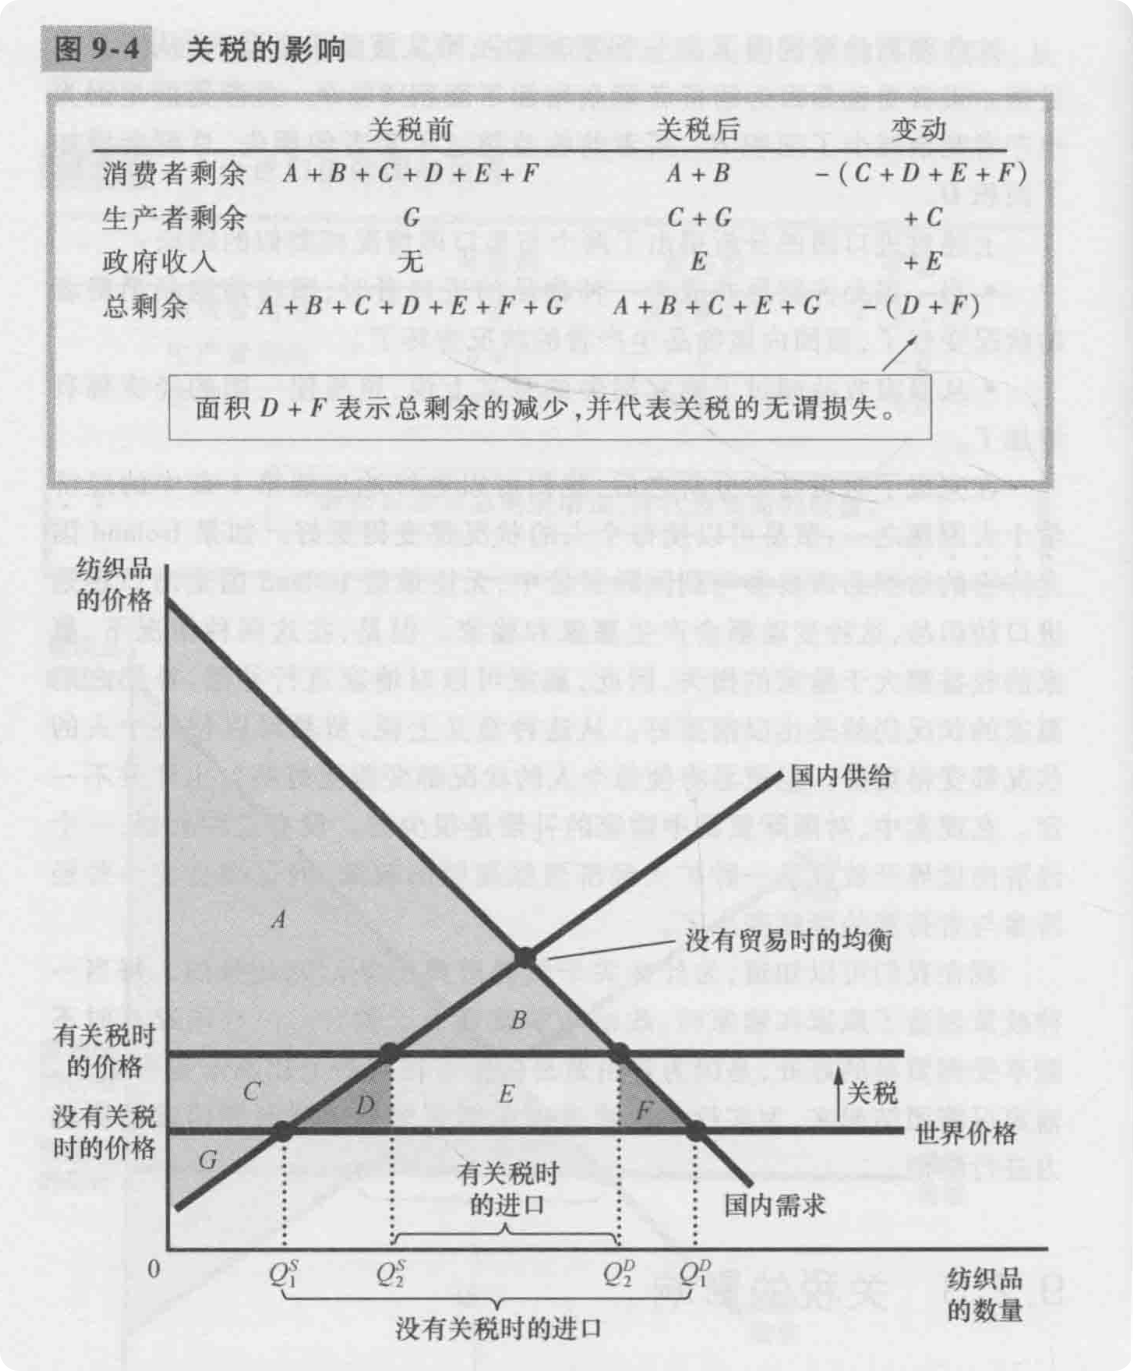 图 9-4 关税的影响
关税前 关税后 变动
消费者剩余 A + B + C + D + E + F A + B - ( C + D + E + F )
生产者剩余 G C + G + C
政府收入 无 E + E
总剩余 A + B + C + D + E + F + G A + B + C + E + G - ( D + F )
面积 D + F 表示总剩余的减少,并代表关税的无谓损失。
纺织品
的价格
国内供给
A
没有贸易时的均衡
B
有关税时
的价格
C
D
E
F
关税
没有关税
时的价格
世界价格
G
有关税时
的进口
国内需求
0
Q₁ˢ
Q₂ˢ
Q₂ᴰ
Q₁ᴰ
纺织品
的数量
没有关税时的进口